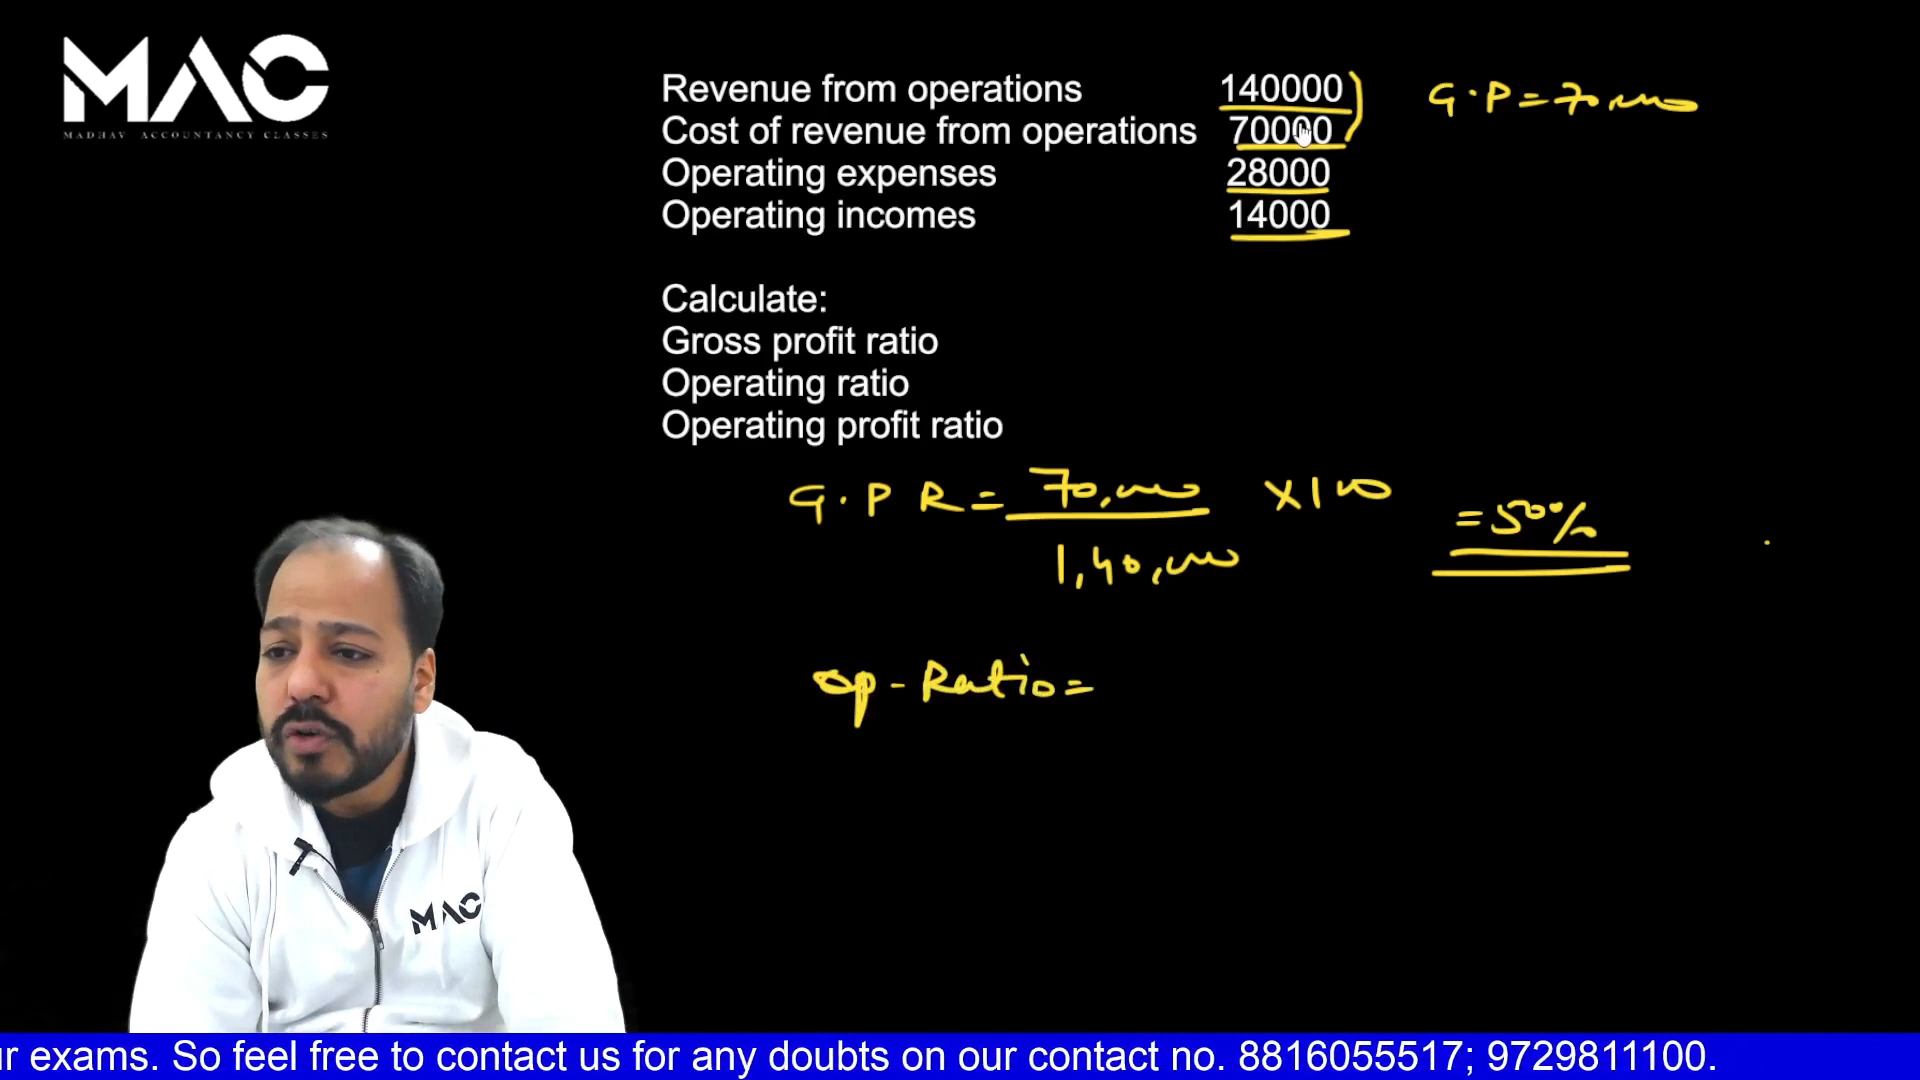 MAC
MADHAV ACCOUNTANCY CLASSES
Revenue from operations 140000
G.P = 70,000
Cost of revenue from operations 70000
Operating expenses 28000
Operating incomes 14000
Calculate:
Gross profit ratio
Operating ratio
Operating profit ratio
G.P R = 70,000 X100 = 50%
1,40,000
Op - Ratio =
MAC
r exams. So feel free to contact us for any doubts on our contact no. 8816055517; 9729811100.